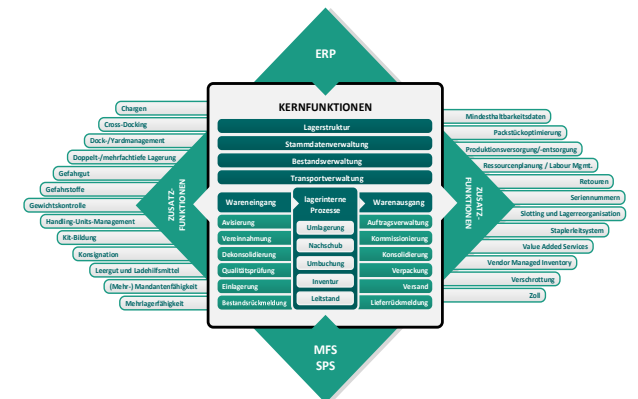 ERP
KERNFUNKTIONEN
Lagerstruktur
Stammdatenverwaltung
Bestandsverwaltung
Transportverwaltung
Wareneingang
Avisierung
Vereinnahmung
Dekonsolidierung
Qualitätsprüfung
Einlagerung
Bestandsrückmeldung
lagerinterne
Prozesse
Umlagerung
Nachschub
Umbuchung
Inventur
Leitstand
Warenausgang
Auftragsverwaltung
Kommissionierung
Konsolidierung
Verpackung
Versand
Lieferrückmeldung
ZUSATZ-
FUNKTIONEN
Chargen
Cross-Docking
Dock-/Yardmanagement
Doppelt-/mehrfachtiefe Lagerung
Gefahrgut
Gefahrstoffe
Gewichtskontrolle
Handling-Units-Management
Kit-Bildung
Konsignation
Leergut und Ladehilfsmittel
(Mehr-) Mandantenfähigkeit
Mehrlagerfähigkeit
ZUSATZ-
FUNKTIONEN
Mindesthaltbarkeitsdaten
Packstückoptimierung
Produktionsversorgung/-entsorgung
Ressourcenplanung / Labour Mgmt.
Retouren
Seriennummern
Slotting und Lagerreorganisation
Staplerleitsystem
Value Added Services
Vendor Managed Inventory
Verschrottung
Zoll
MFS
SPS